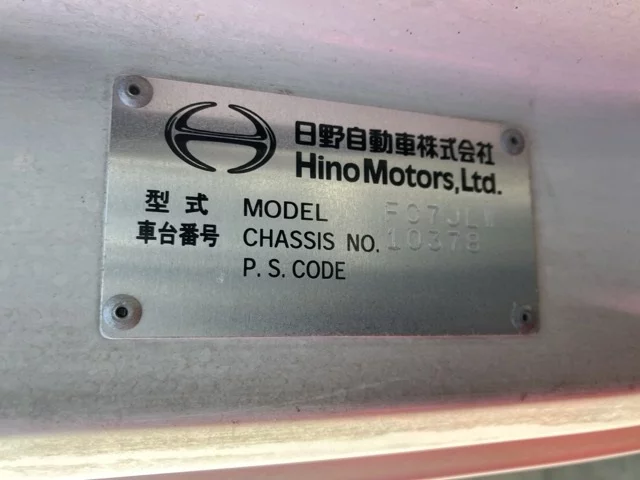 日野自動車株式会社
Hino Motors, Ltd.
型式 MODEL FC7JLW
車台番号 CHASSIS NO. 10378
P. S. CODE